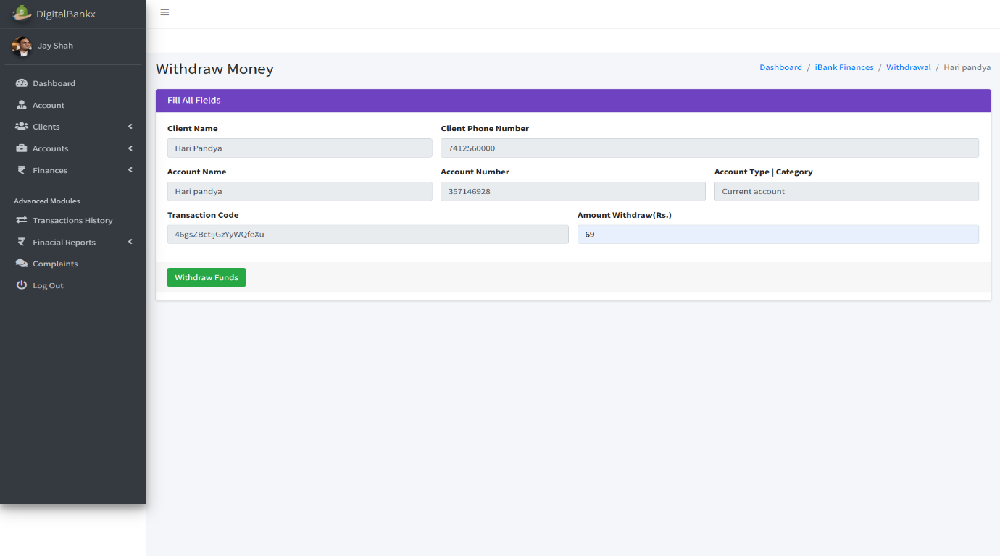 DigitalBankx
Jay Shah
Dashboard
Account
Clients
Accounts
Finances
Advanced Modules
Transactions History
Finacial Reports
Complaints
Log Out
Withdraw Money
Dashboard / iBank Finances / Withdrawal / Hari pandya
Fill All Fields
Client Name Client Phone Number
Hari Pandya 7412560000
Account Name Account Number Account Type | Category
Hari pandya 357146928 Current account
Transaction Code Amount Withdraw(Rs.)
46gsZBctijGzYyWQfeXu 69
Withdraw Funds